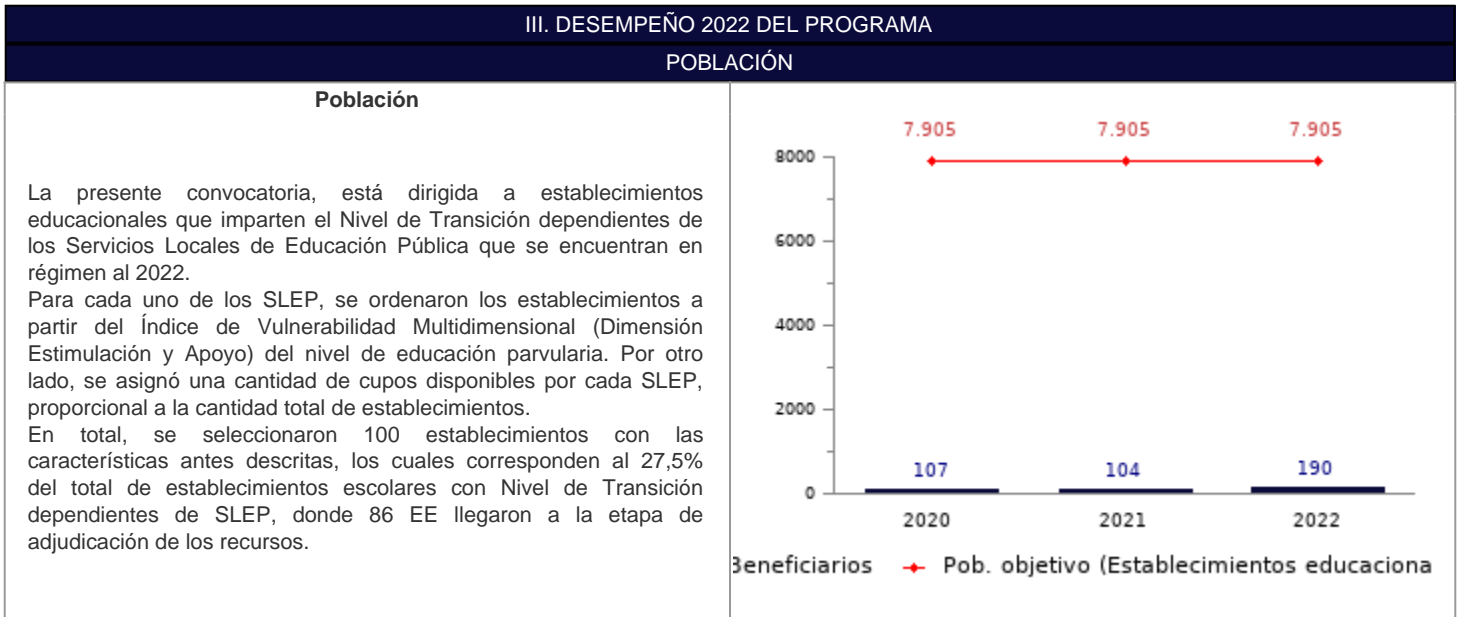 III. DESEMPEÑO 2022 DEL PROGRAMA
POBLACIÓN
Población
La presente convocatoria, está dirigida a establecimientos
educacionales que imparten el Nivel de Transición dependientes de
los Servicios Locales de Educación Pública que se encuentran en
régimen al 2022.
Para cada uno de los SLEP, se ordenaron los establecimientos a
partir del Índice de Vulnerabilidad Multidimensional (Dimensión
Estimulación y Apoyo) del nivel de educación parvularia. Por otro
lado, se asignó una cantidad de cupos disponibles por cada SLEP,
proporcional a la cantidad total de establecimientos.
En total, se seleccionaron 100 establecimientos con las
características antes descritas, los cuales corresponden al 27,5%
del total de establecimientos escolares con Nivel de Transición
dependientes de SLEP, donde 86 EE llegaron a la etapa de
adjudicación de los recursos.
7.905 7.905 7.905
8000
6000
4000
2000
0
107 104 190
2020 2021 2022
Beneficiarios Pob. objetivo (Establecimientos educaciona